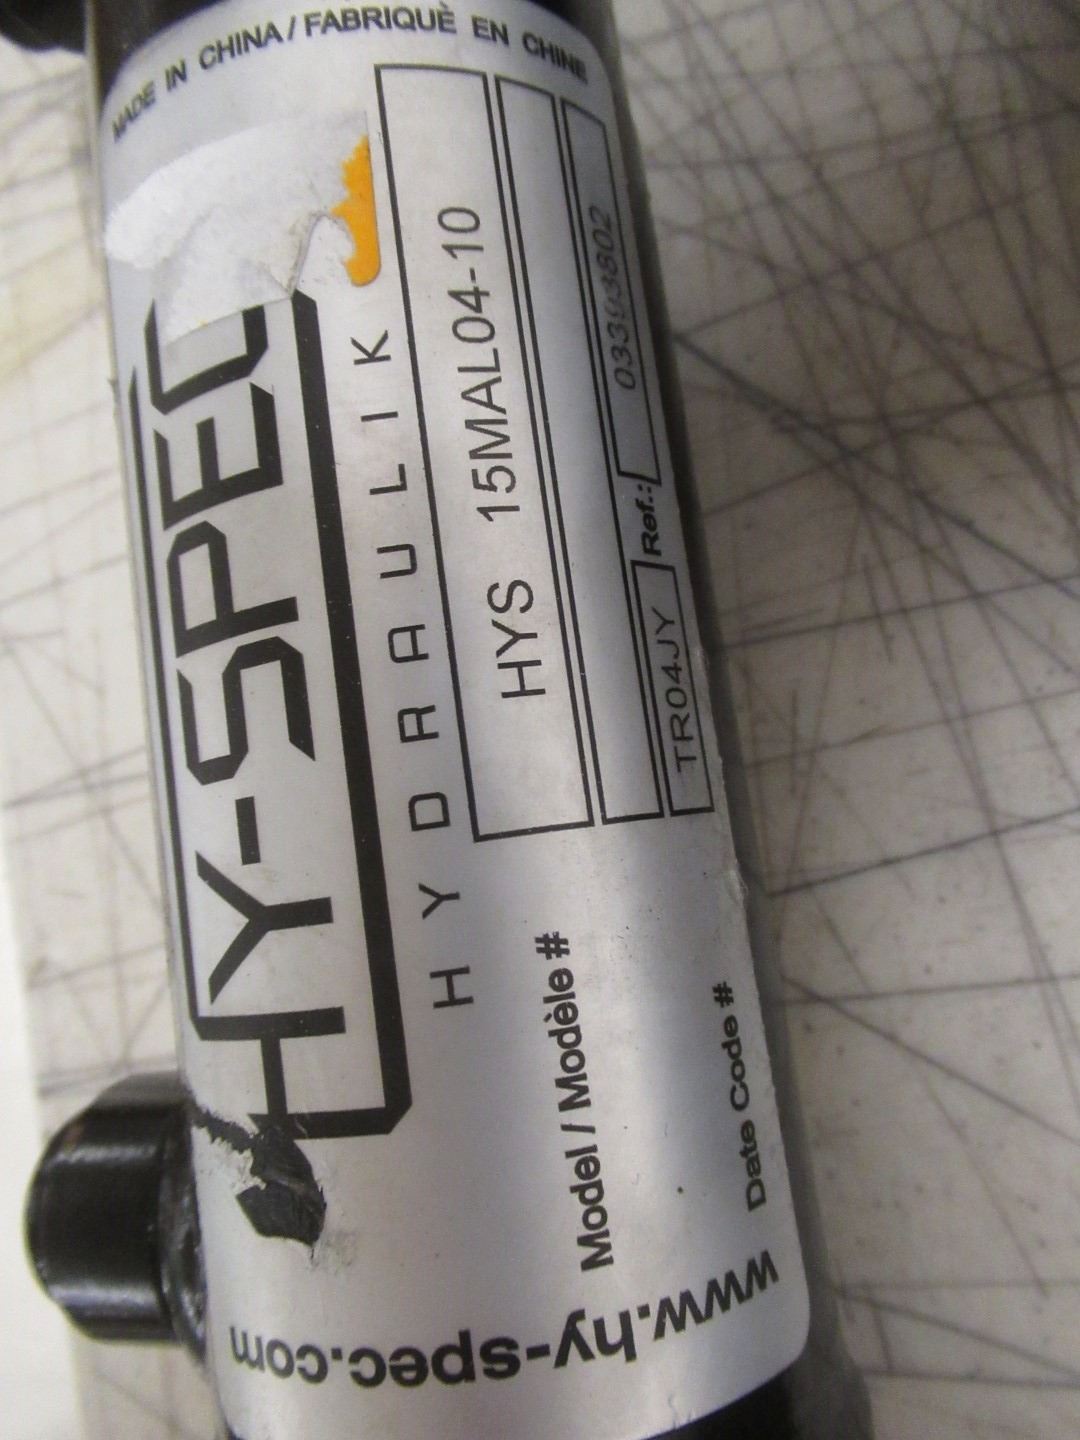 MADE IN CHINA / FABRIQUÈ EN CHINE
HY-SPEC
HYDRAULIK
Model / Modèle # HYS 15MAL04-10
Date Code # TR04JY Ref.: 03393802
www.hy-spec.com